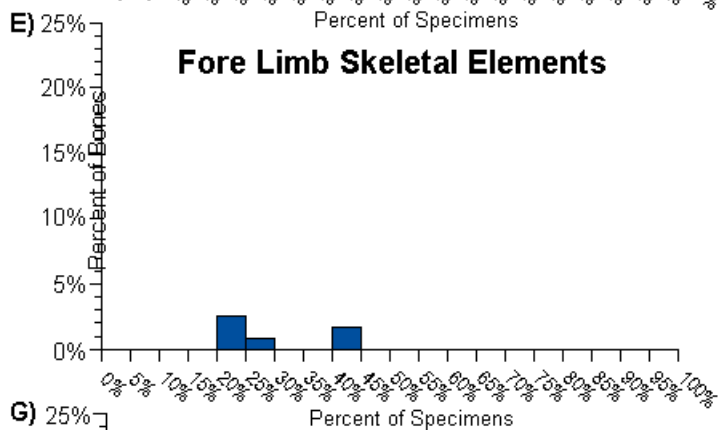 Percent of Specimens
E)
Fore Limb Skeletal Elements
Percent of Bones
25%
20%
15%
10%
5%
0%
0% 5% 10% 15% 20% 25% 30% 35% 40% 45% 50% 55% 60% 65% 70% 75% 80% 85% 90% 95% 100%
Percent of Specimens
G) 25%